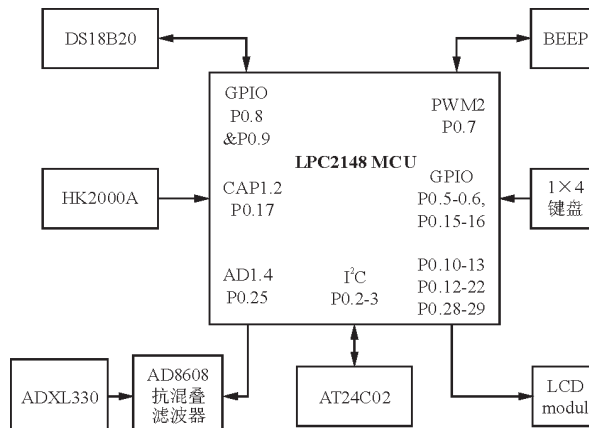 DS18B20
BEEP
GPIO
P0.8
&P0.9
PWM2
P0.7
LPC2148 MCU
HK2000A
CAP1.2
P0.17
GPIO
P0.5-0.6,
P0.15-16
1×4
键盘
AD1.4
P0.25
I²C
P0.2-3
P0.10-13
P0.12-22
P0.28-29
ADXL330
AD8608
抗混叠
滤波器
AT24C02
LCD
modul